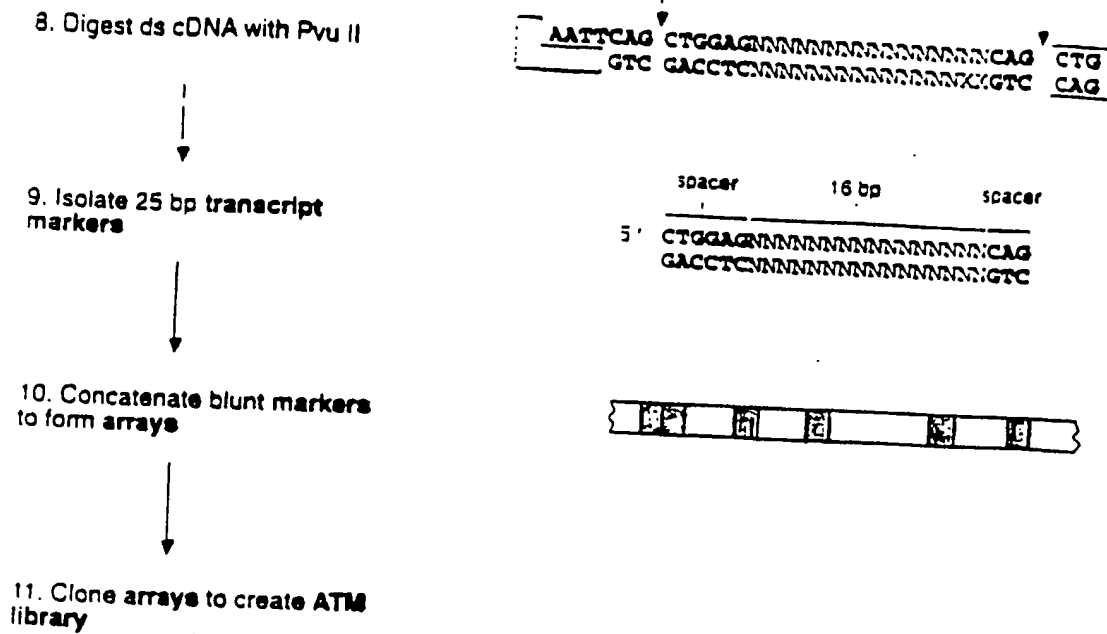 8. Digest ds cDNA with Pvu II
AATTCAG CTGGAGNNNNNNNNNNNNNNNNCAG CTG
GTC GACCTCNNNNNNNNNNNNNNNNGTC CAG
9. Isolate 25 bp transcript
markers
spacer 16 bp spacer
5' CTGGAGNNNNNNNNNNNNNNNNCAG
GACCTCNNNNNNNNNNNNNNNNGTC
10. Concatenate blunt markers
to form arrays
11. Clone arrays to create ATM
library